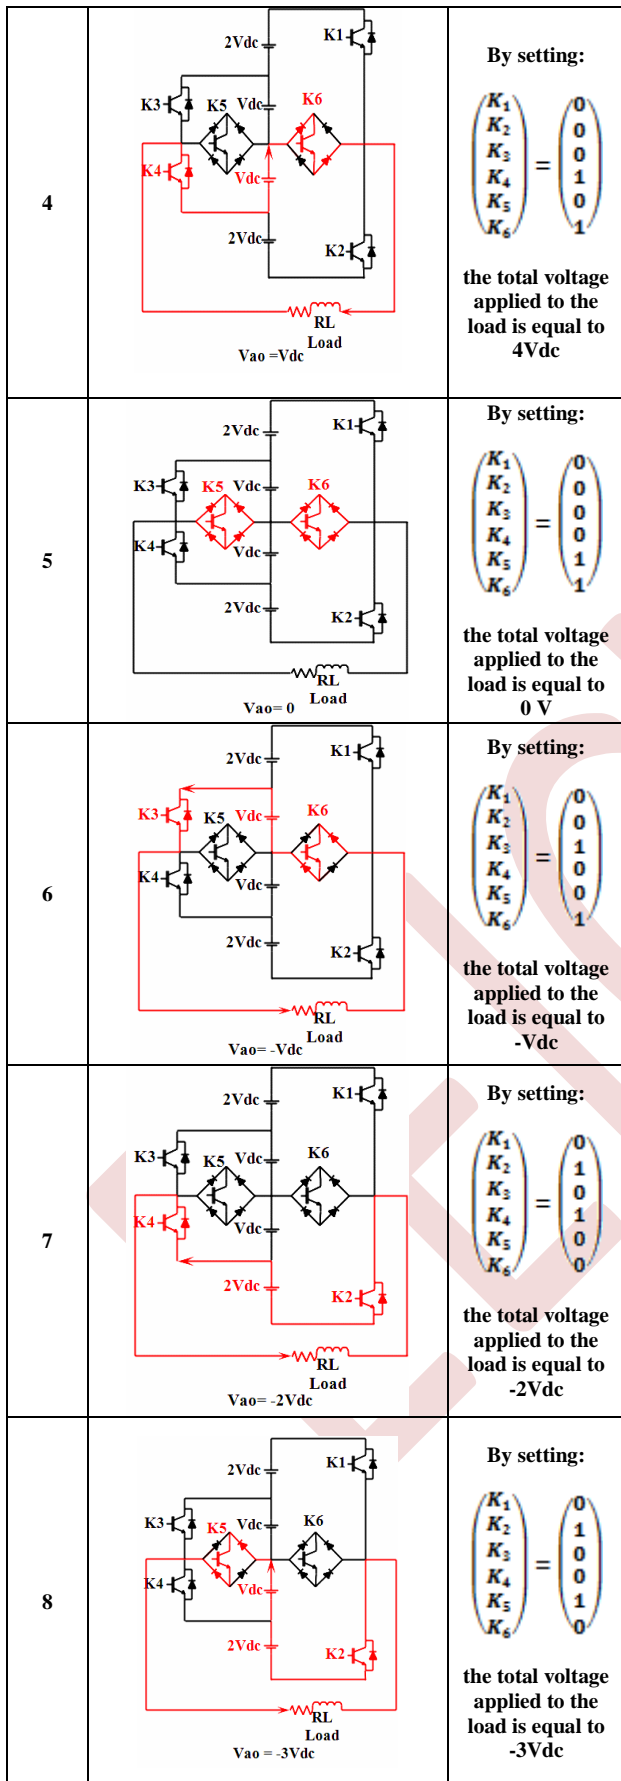 4
2Vdc
K1
K3
K5
Vdc
K6
K4
Vdc
2Vdc
K2
RL
Load
Vao =Vdc
By setting:
K1 0
K2 0
K3 0
K4 = 1
K5 0
K6 1
the total voltage
applied to the
load is equal to
4Vdc
5
2Vdc
K1
K3
K5
Vdc
K6
K4
Vdc
2Vdc
K2
RL
Load
Vao= 0
By setting:
K1 0
K2 0
K3 0
K4 = 0
K5 1
K6 1
the total voltage
applied to the
load is equal to
0 V
6
2Vdc
K1
K3
K5
Vdc
K6
K4
Vdc
2Vdc
K2
RL
Load
Vao= -Vdc
By setting:
K1 0
K2 0
K3 1
K4 = 0
K5 0
K6 1
the total voltage
applied to the
load is equal to
-Vdc
7
2Vdc
K1
K3
K5
Vdc
K6
K4
Vdc
2Vdc
K2
RL
Load
Vao= -2Vdc
By setting:
K1 0
K2 1
K3 0
K4 = 1
K5 0
K6 0
the total voltage
applied to the
load is equal to
-2Vdc
8
2Vdc
K1
K3
K5
Vdc
K6
K4
Vdc
2Vdc
K2
RL
Load
Vao = -3Vdc
By setting:
K1 0
K2 1
K3 0
K4 = 0
K5 1
K6 0
the total voltage
applied to the
load is equal to
-3Vdc